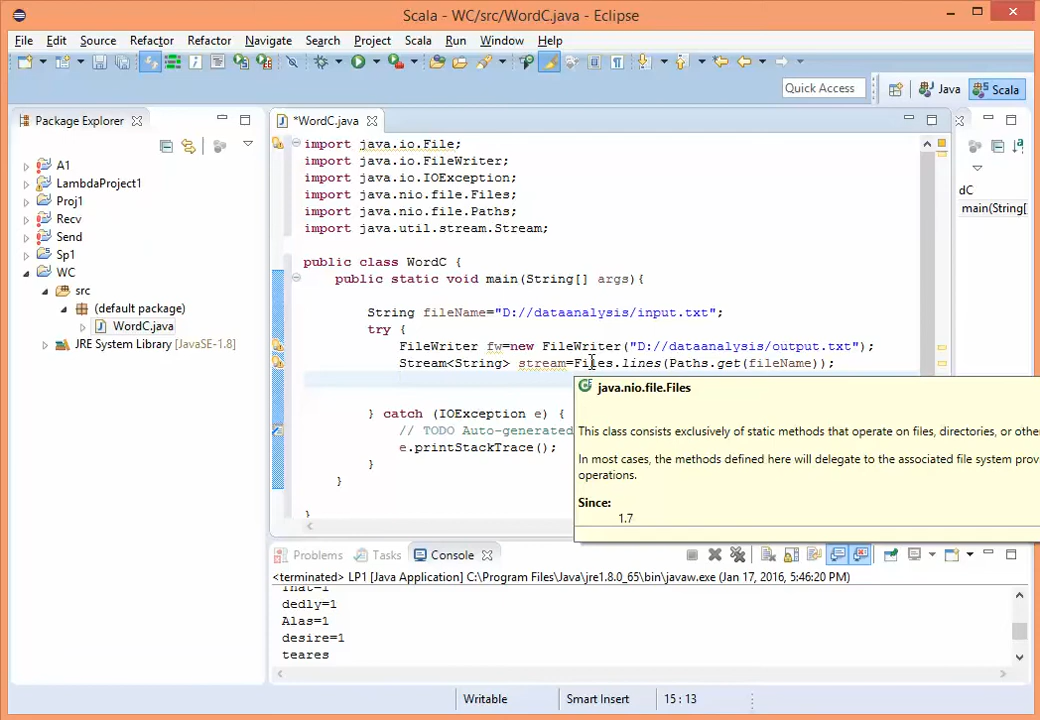 Scala - WC/src/WordC.java - Eclipse
File Edit Source Refactor Refactor Navigate Search Project Scala Run Window Help
Quick Access Java Scala
Package Explorer
A1
LambdaProject1
Proj1
Recv
Send
Sp1
WC
src
(default package)
WordC.java
JRE System Library [JavaSE-1.8]
*WordC.java
import java.io.File;
import java.io.FileWriter;
import java.io.IOException;
import java.nio.file.Files;
import java.nio.file.Paths;
import java.util.stream.Stream;
public class WordC {
public static void main(String[] args){
String fileName="D://dataanalysis/input.txt";
try {
FileWriter fw=new FileWriter("D://dataanalysis/output.txt");
Stream<String> stream=Files.lines(Paths.get(fileName));
} catch (IOException e) {
// TODO Auto-generated
e.printStackTrace();
}
}
}
java.nio.file.Files
This class consists exclusively of static methods that operate on files, directories, or othe
In most cases, the methods defined here will delegate to the associated file system prov
operations.
Since:
1.7
dC
main(String[
Problems Tasks Console
<terminated> LP1 [Java Application] C:\Program Files\Java\jre1.8.0_65\bin\javaw.exe (Jan 17, 2016, 5:46:20 PM)
dedly=1
Alas=1
desire=1
teares
Writable Smart Insert 15 : 13